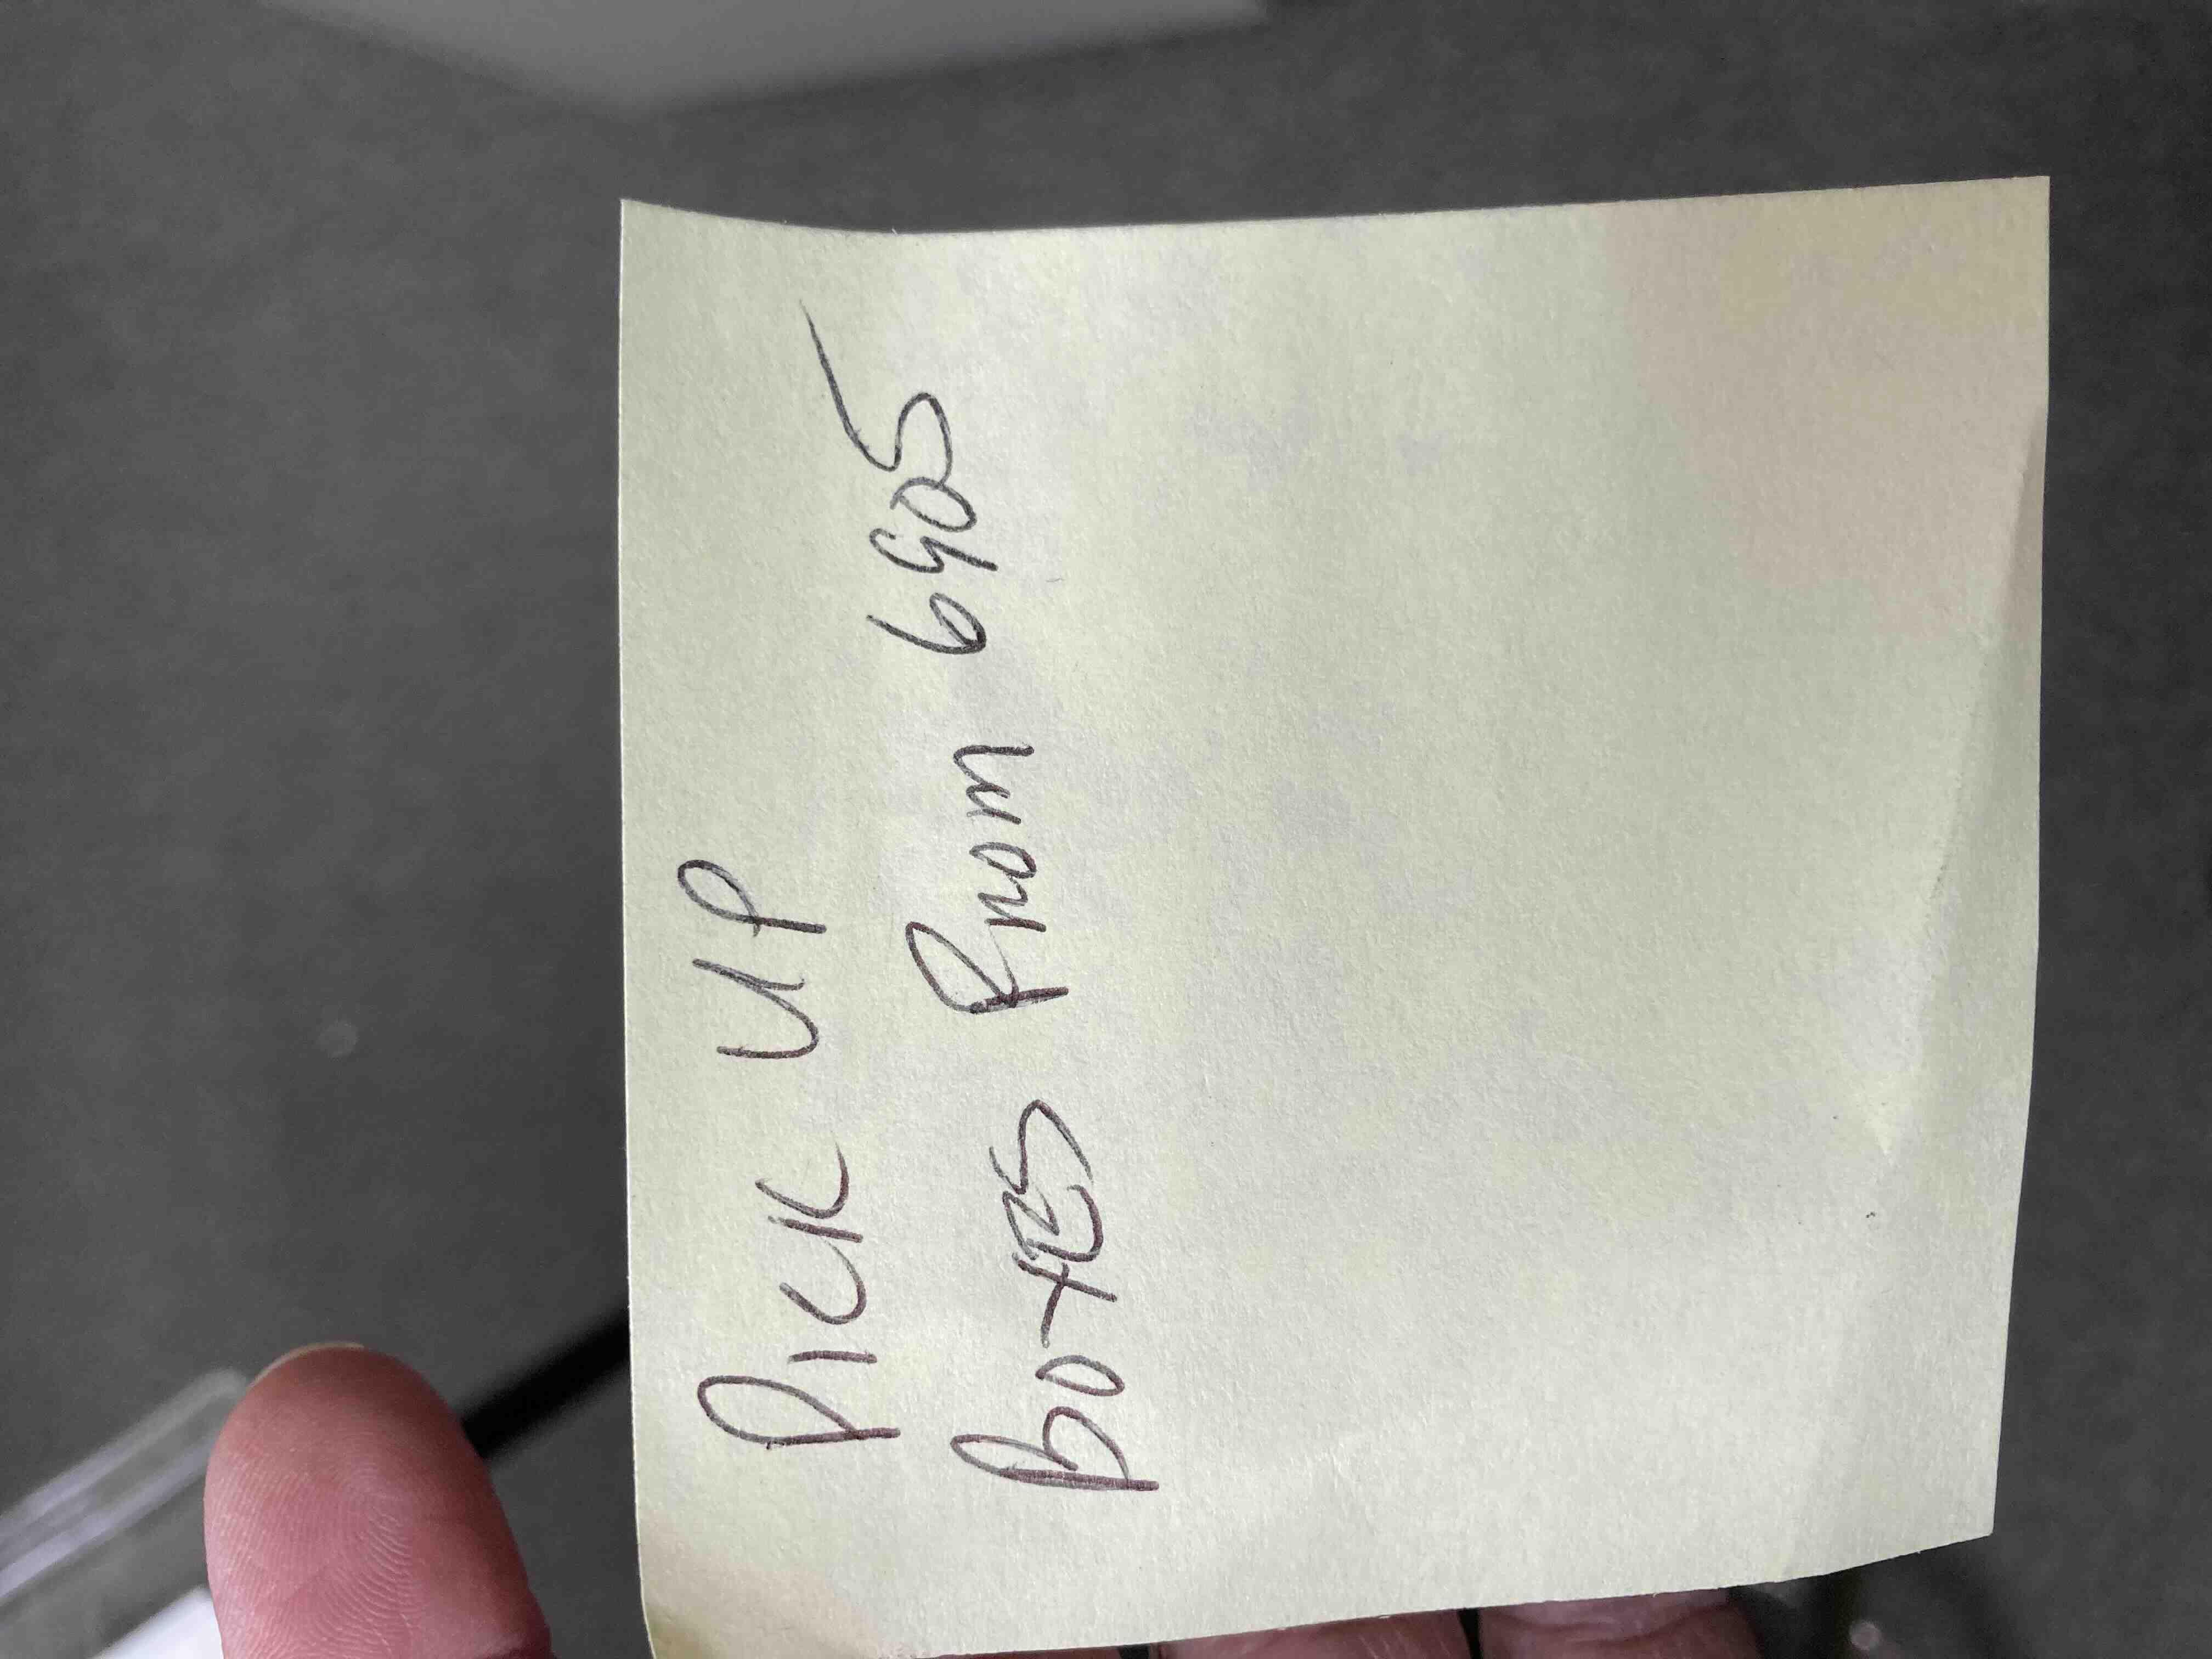 PICK UP
BOXES FROM 6905